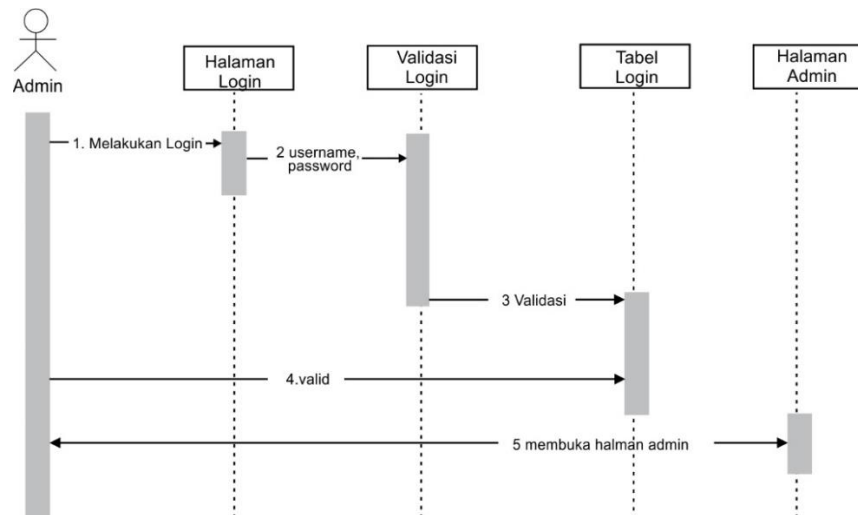 Admin
Halaman
Login
Validasi
Login
Tabel
Login
Halaman
Admin
1. Melakukan Login
2 username,
password
3 Validasi
4.valid
5 membuka halman admin